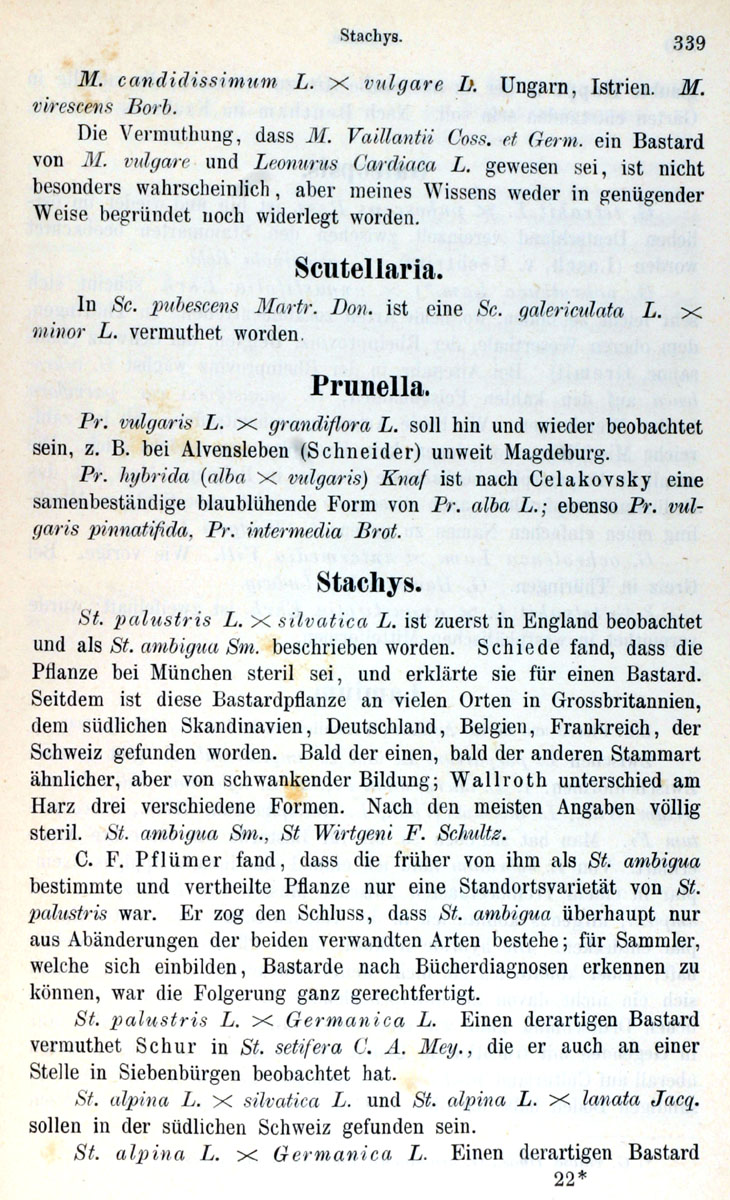 Stachys.
339
M. candidissimum L. × vulgare L. Ungarn, Istrien. M.
virescens Borb.
Die Vermuthung, dass M. Vaillantii Coss. et Germ. ein Bastard
von M. vulgare und Leonurus Cardiaca L. gewesen sei, ist nicht
besonders wahrscheinlich, aber meines Wissens weder in genügender
Weise begründet noch widerlegt worden.
Scutellaria.
In Sc. pubescens Martr. Don. ist eine Sc. galericulata L. ×
minor L. vermuthet worden.
Prunella.
Pr. vulgaris L. × grandiflora L. soll hin und wieder beobachtet
sein, z. B. bei Alvensleben (Schneider) unweit Magdeburg.
Pr. hybrida (alba × vulgaris) Knaf ist nach Celakovsky eine
samenbeständige blaublühende Form von Pr. alba L.; ebenso Pr. vul-
garis pinnatifida, Pr. intermedia Brot.
Stachys.
St. palustris L. × silvatica L. ist zuerst in England beobachtet
und als St. ambigua Sm. beschrieben worden. Schiede fand, dass die
Pflanze bei München steril sei, und erklärte sie für einen Bastard.
Seitdem ist diese Bastardpflanze an vielen Orten in Grossbritannien,
dem südlichen Skandinavien, Deutschland, Belgien, Frankreich, der
Schweiz gefunden worden. Bald der einen, bald der anderen Stammart
ähnlicher, aber von schwankender Bildung; Wallroth unterschied am
Harz drei verschiedene Formen. Nach den meisten Angaben völlig
steril. St. ambigua Sm., St Wirtgeni F. Schultz.
C. F. Pflümer fand, dass die früher von ihm als St. ambigua
bestimmte und vertheilte Pflanze nur eine Standortsvarietät von St.
palustris war. Er zog den Schluss, dass St. ambigua überhaupt nur
aus Abänderungen der beiden verwandten Arten bestehe; für Sammler,
welche sich einbilden, Bastarde nach Bücherdiagnosen erkennen zu
können, war die Folgerung ganz gerechtfertigt.
St. palustris L. × Germanica L. Einen derartigen Bastard
vermuthet Schur in St. setifera C. A. Mey., die er auch an einer
Stelle in Siebenbürgen beobachtet hat.
St. alpina L. × silvatica L. und St. alpina L. × lanata Jacq.
sollen in der südlichen Schweiz gefunden sein.
St. alpina L. × Germanica L. Einen derartigen Bastard
22*